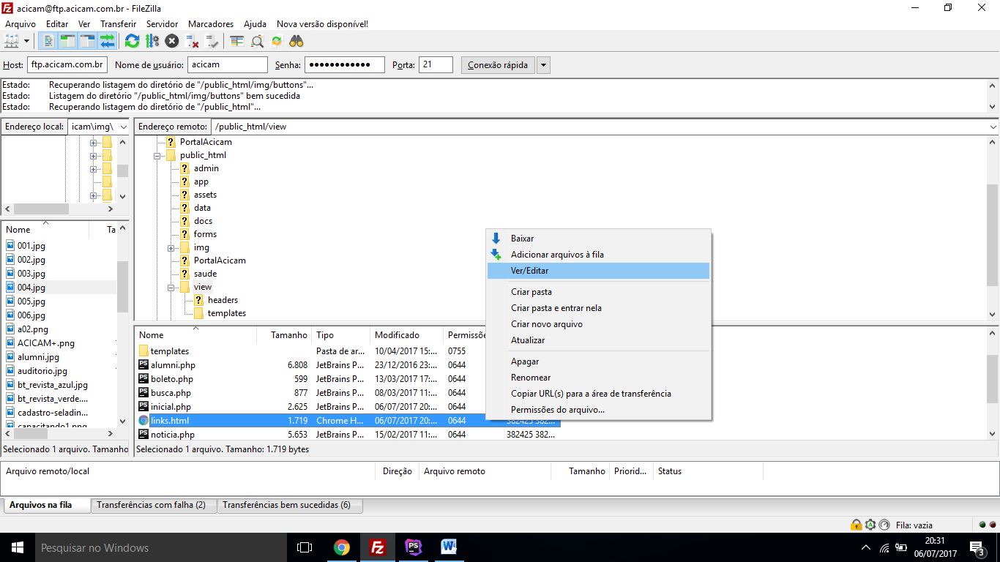 acicam@ftp.acicam.com.br - FileZilla
Arquivo Editar Ver Transferir Servidor Marcadores Ajuda Nova versão disponível!
Host: ftp.acicam.com.br Nome de usuário: acicam Senha: ●●●●●●●●●●●● Porta: 21 Conexão rápida
Estado: Recuperando listagem do diretório de "/public_html/img/buttons"...
Estado: Listagem do diretório "/public_html/img/buttons" bem sucedida
Estado: Recuperando listagem do diretório de "/public_html"...
Endereço local: icam\img\
Endereço remoto: /public_html/view
PortalAcicam
public_html
admin
app
assets
data
docs
forms
img
PortalAcicam
saude
view
headers
templates
Nome Ta
001.jpg
002.jpg
003.jpg
004.jpg
005.jpg
006.jpg
a02.png
ACICAM+.png
alumni.jpg
auditorio.jpg
bt_revista_azul.jpg
bt_revista_verde....
cadastro-seladin...
capacitando1.png
Selecionado 1 arquivo. Tamanho
Nome Tamanho Tipo Modificado Permissõe
templates Pasta de ar... 10/04/2017 15:... 0755
alumni.php 6.808 JetBrains P... 23/12/2016 23:... 0644
boleto.php 599 JetBrains P... 13/03/2017 17:... 0644
busca.php 877 JetBrains P... 08/03/2017 11:... 0644
inicial.php 2.625 JetBrains P... 06/07/2017 20:... 0644
links.html 1.719 Chrome H... 06/07/2017 20:... 0644 382425 382...
noticia.php 5.653 JetBrains P... 15/02/2017 11:... 0644 382425 382...
Selecionado 1 arquivo. Tamanho: 1.719 bytes
Baixar
Adicionar arquivos à fila
Ver/Editar
Criar pasta
Criar pasta e entrar nela
Criar novo arquivo
Atualizar
Apagar
Renomear
Copiar URL(s) para a área de transferência
Permissões do arquivo...
Arquivo remoto/local Direção Arquivo remoto Tamanho Priorid... Status
Arquivos na fila Transferências com falha (2) Transferências bem sucedidas (6)
Fila: vazia
Pesquisar no Windows
20:31
06/07/2017
3